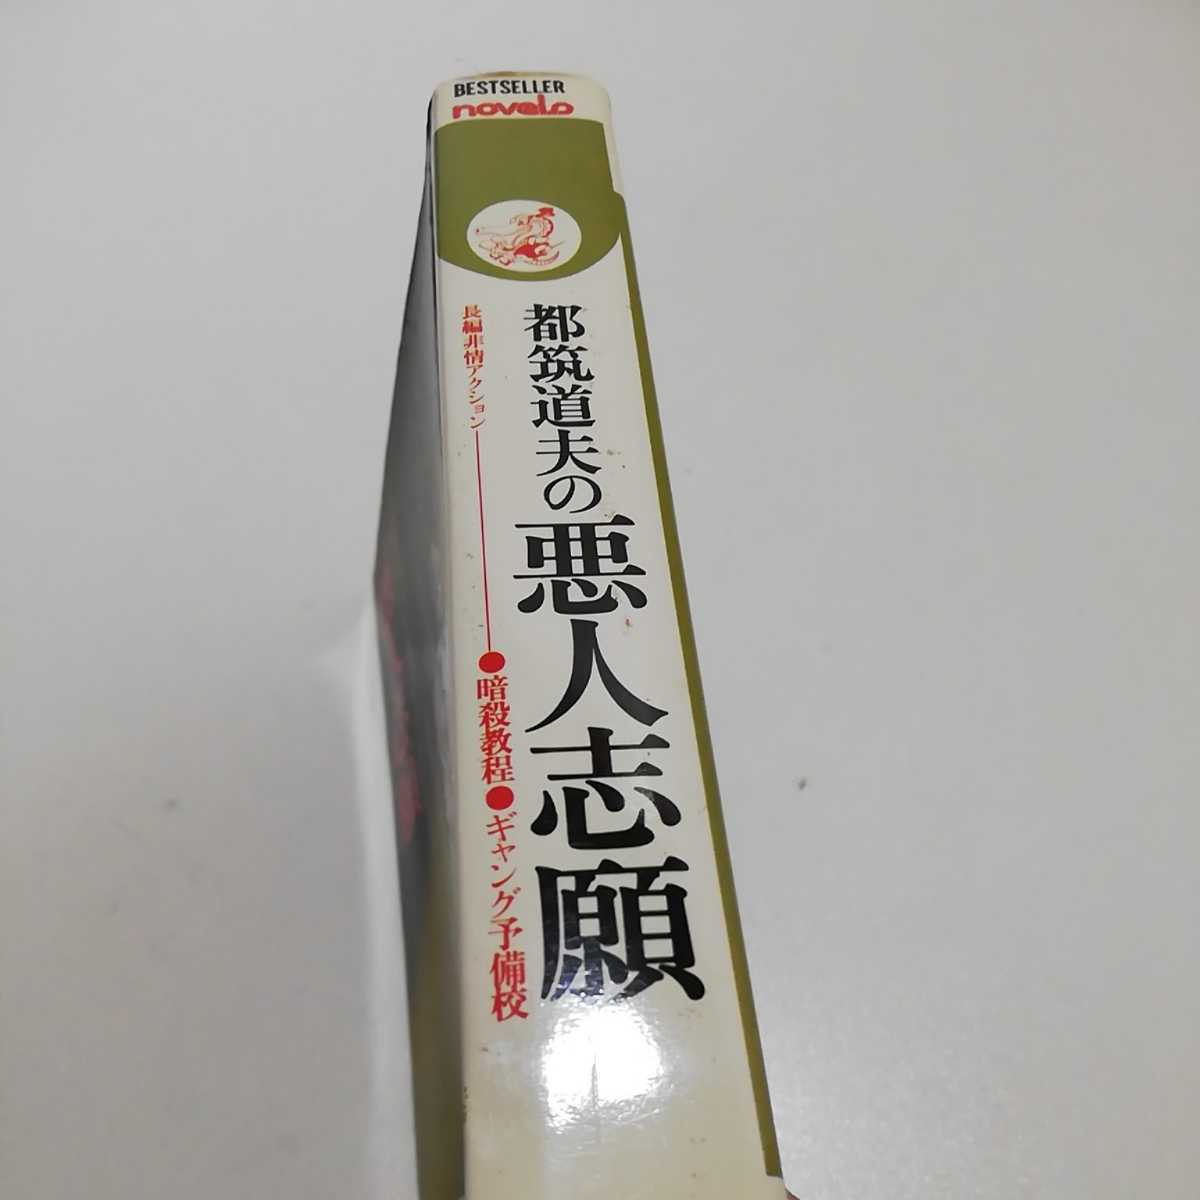 BESTSELLER
novels
都筑道夫の悪人志願
長編非情アクション
●暗殺教程●ギャング予備校